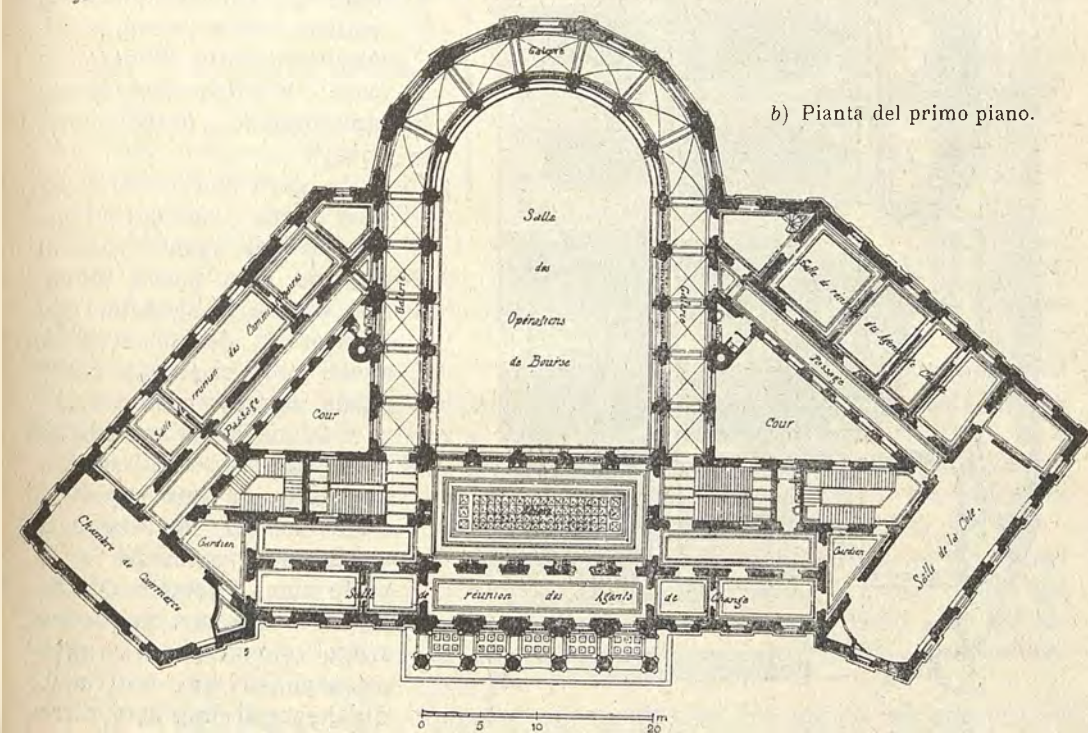 b) Pianta del primo piano.
Galerie
Salle
des
Opérations
de Bourse
Galerie
Galerie
Salle de réunion des Agents de Change
Passage
Cour
Salle de la Cote.
Gardien
Salle de réunion des
Passage
Cour
Chambre
de Commerce
Gardien
Salle de réunion des Agents de Change
0 5 10 20 m